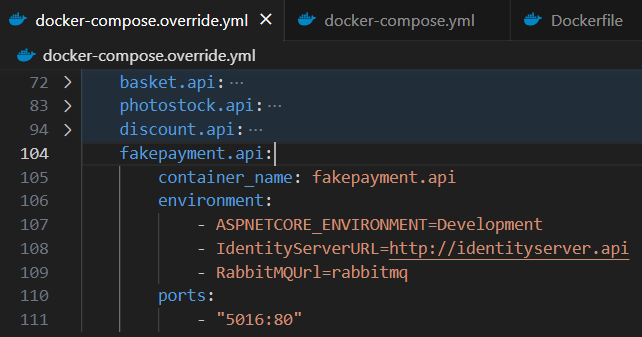 docker-compose.override.yml × docker-compose.yml Dockerfile
docker-compose.override.yml
72 > basket.api: ···
83 > photostock.api: ···
94 > discount.api: ···
104 fakepayment.api:
105 container_name: fakepayment.api
106 environment:
107 - ASPNETCORE_ENVIRONMENT=Development
108 - IdentityServerURL=http://identityserver.api
109 - RabbitMQUrl=rabbitmq
110 ports:
111 - "5016:80"